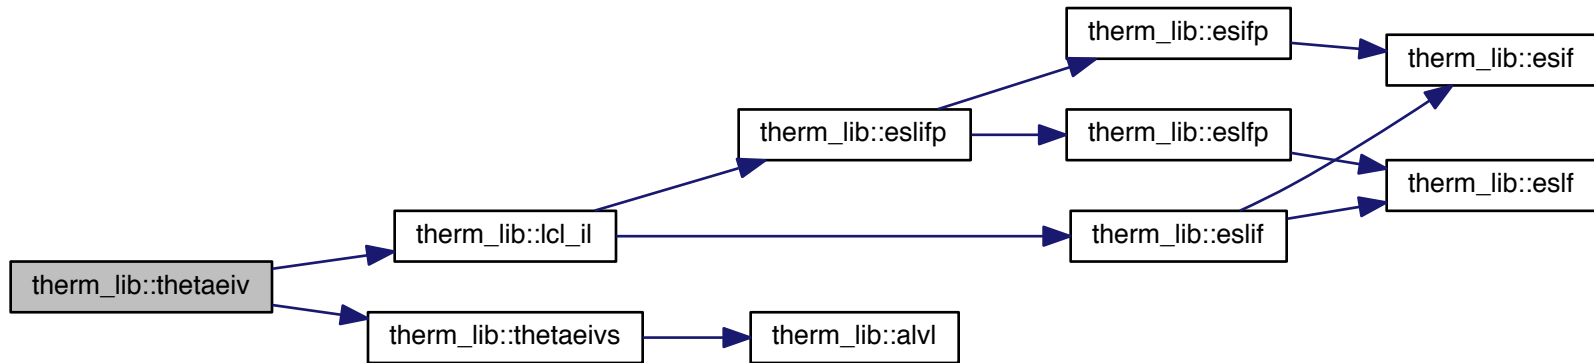 therm_lib::esifp
therm_lib::esif
therm_lib::eslifp
therm_lib::eslfp
therm_lib::eslf
therm_lib::lcl_il
therm_lib::eslif
therm_lib::thetaeiv
therm_lib::thetaeivs
therm_lib::alvl